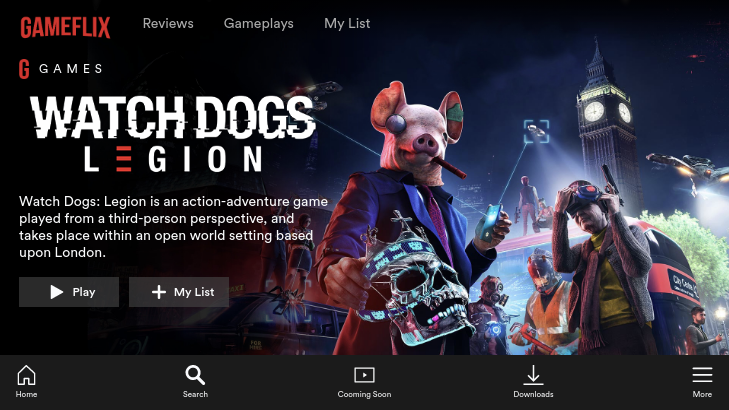 GAMEFLIX
Reviews
Gameplays
My List
G GAMES
WATCH DOGS
LEGION
Watch Dogs: Legion is an action-adventure game
played from a third-person perspective, and
takes place within an open world setting based
upon London.
Play
My List
Home
Search
Cooming Soon
Downloads
More